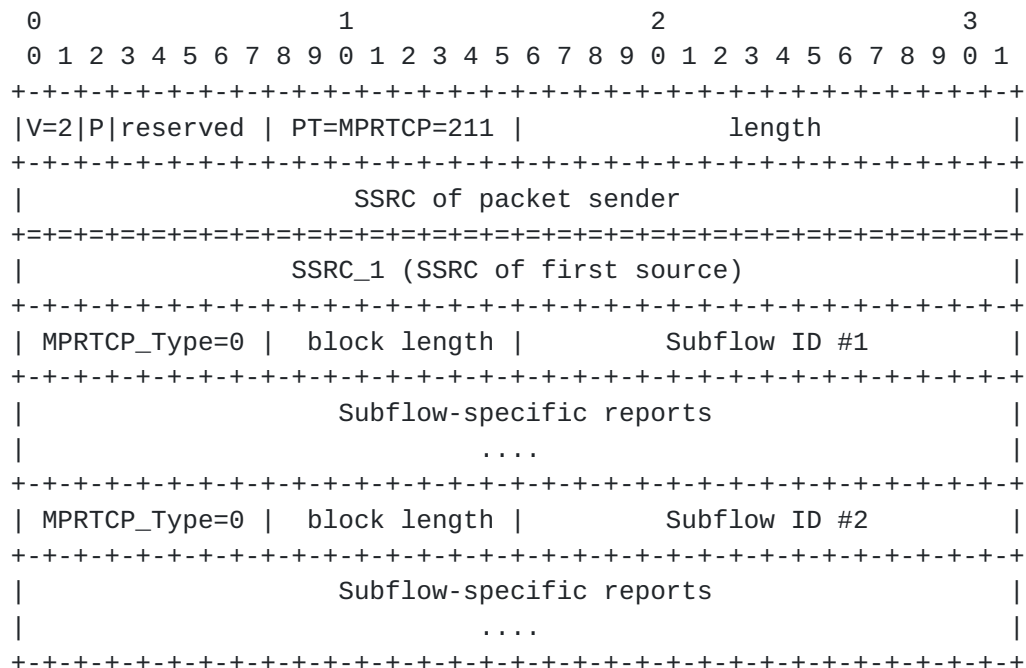 0                   1                   2                   3
 0 1 2 3 4 5 6 7 8 9 0 1 2 3 4 5 6 7 8 9 0 1 2 3 4 5 6 7 8 9 0 1
+-+-+-+-+-+-+-+-+-+-+-+-+-+-+-+-+-+-+-+-+-+-+-+-+-+-+-+-+-+-+-+-+
|V=2|P|reserved | PT=MPRTCP=211 |             length            |
+-+-+-+-+-+-+-+-+-+-+-+-+-+-+-+-+-+-+-+-+-+-+-+-+-+-+-+-+-+-+-+-+
|                     SSRC of packet sender                     |
+=+=+=+=+=+=+=+=+=+=+=+=+=+=+=+=+=+=+=+=+=+=+=+=+=+=+=+=+=+=+=+=+
|                 SSRC_1 (SSRC of first source)                 |
+-+-+-+-+-+-+-+-+-+-+-+-+-+-+-+-+-+-+-+-+-+-+-+-+-+-+-+-+-+-+-+-+
| MPRTCP_Type=0 |  block length |         Subflow ID #1         |
+-+-+-+-+-+-+-+-+-+-+-+-+-+-+-+-+-+-+-+-+-+-+-+-+-+-+-+-+-+-+-+-+
|                    Subflow-specific reports                   |
|                             ....                              |
+-+-+-+-+-+-+-+-+-+-+-+-+-+-+-+-+-+-+-+-+-+-+-+-+-+-+-+-+-+-+-+-+
| MPRTCP_Type=0 |  block length |         Subflow ID #2         |
+-+-+-+-+-+-+-+-+-+-+-+-+-+-+-+-+-+-+-+-+-+-+-+-+-+-+-+-+-+-+-+-+
|                    Subflow-specific reports                   |
|                             ....                              |
+-+-+-+-+-+-+-+-+-+-+-+-+-+-+-+-+-+-+-+-+-+-+-+-+-+-+-+-+-+-+-+-+